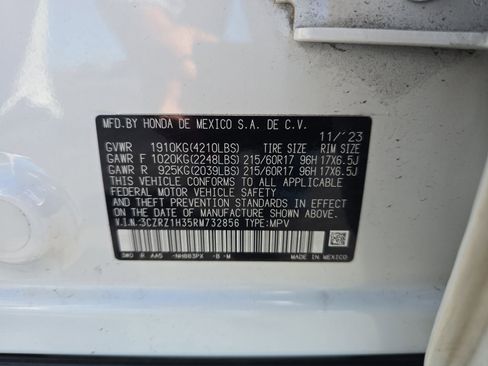 MFD.BY HONDA DE MEXICO S.A. DE C.V.
11/'23
GVWR 1910KG(4210LBS) TIRE SIZE RIM SIZE
GAWR F 1020KG(2248LBS) 215/60R17 96H 17X6.5J
GAWR R 925KG(2039LBS) 215/60R17 96H 17X6.5J
THIS VEHICLE CONFORMS TO ALL APPLICABLE
FEDERAL MOTOR VEHICLE SAFETY
AND THEFT PREVENTION STANDARDS IN EFFECT ON
THE DATE OF MANUFACTURE SHOWN ABOVE.
V.I.N.:3CZRZ1H35RM732856 TYPE:MPV
3W0 R AA5 -NH883PX -B -M MADE IN MEXICO